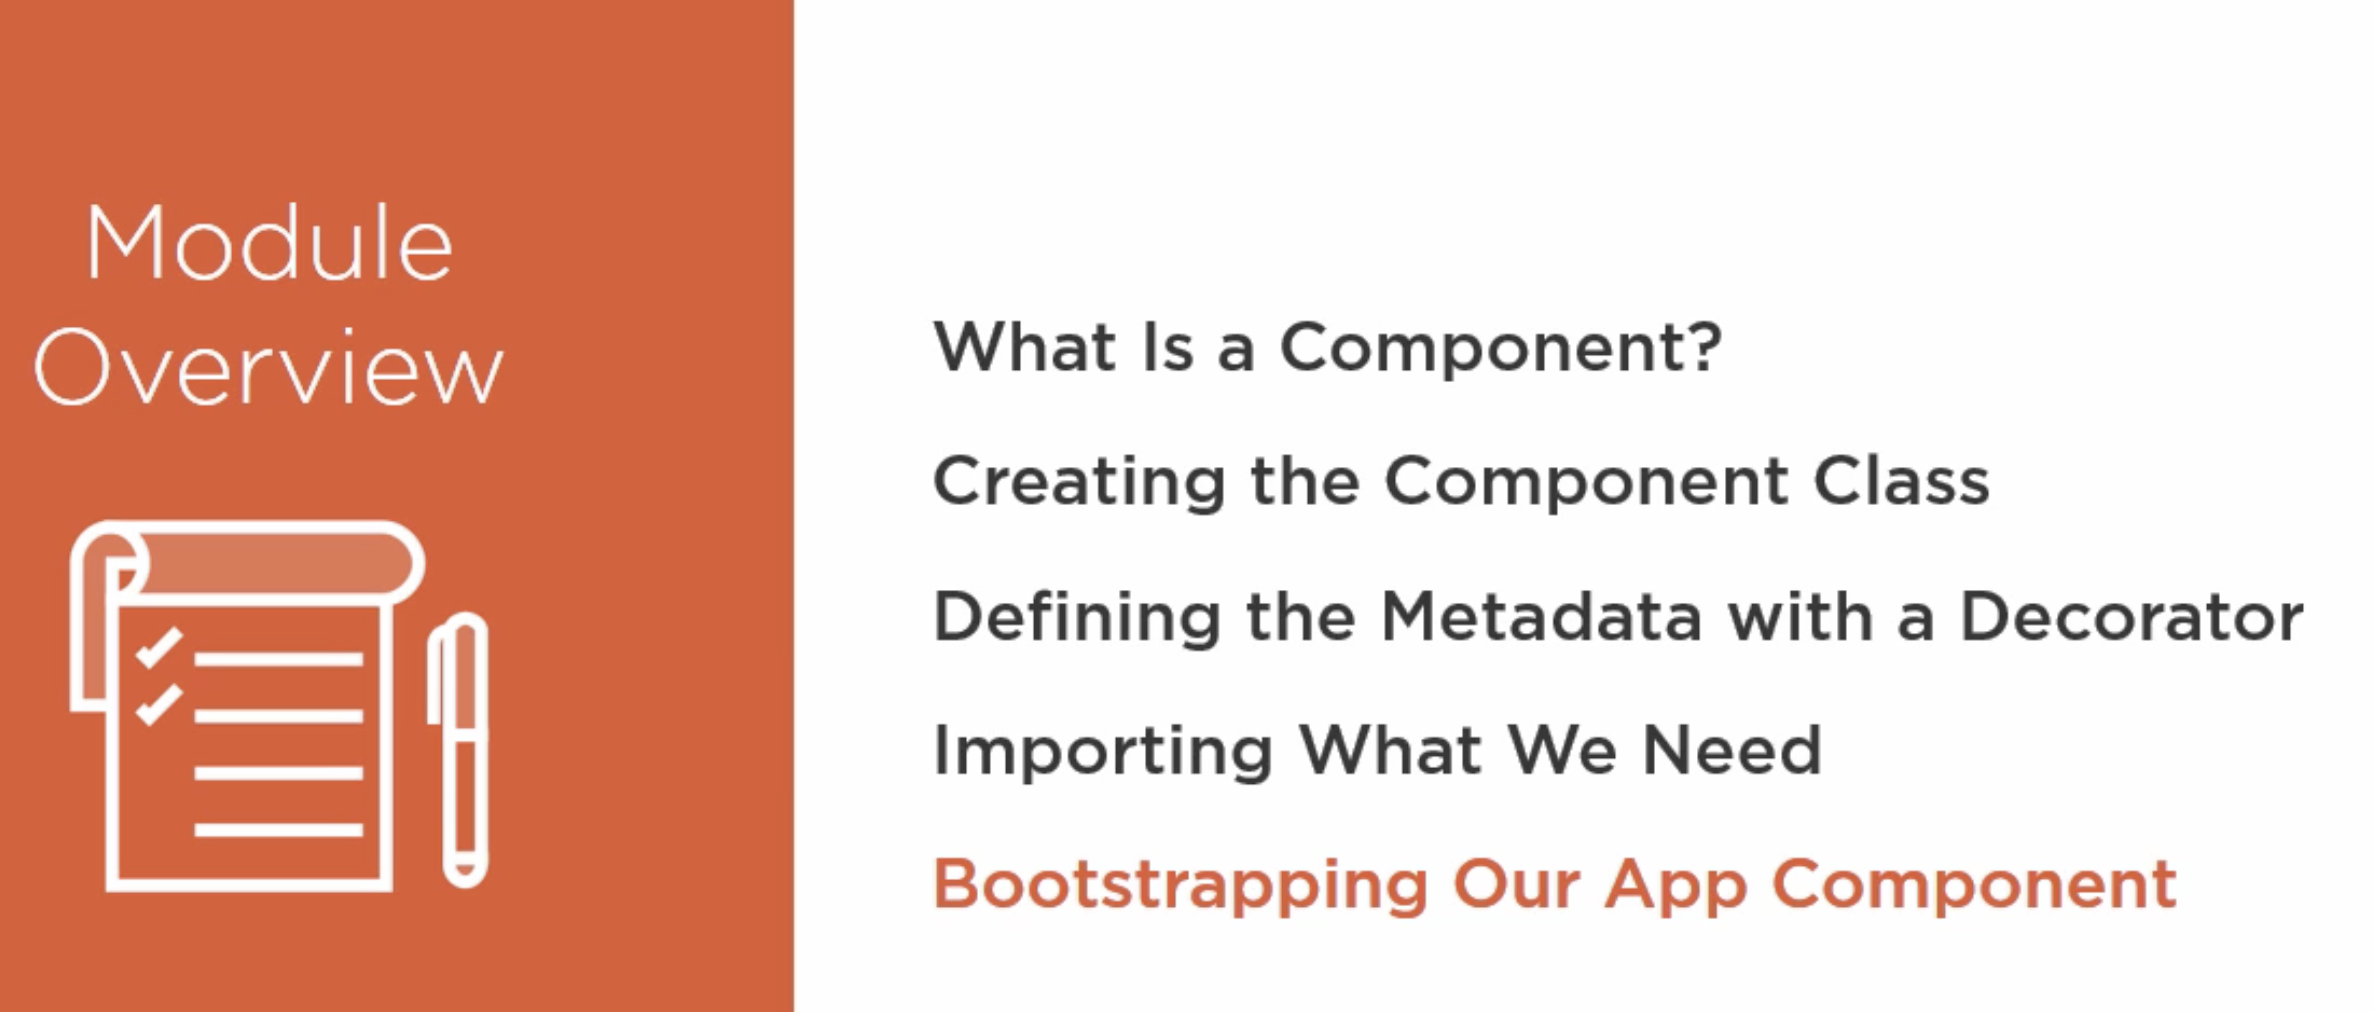 Module
Overview
What Is a Component?
Creating the Component Class
Defining the Metadata with a Decorator
Importing What We Need
Bootstrapping Our App Component